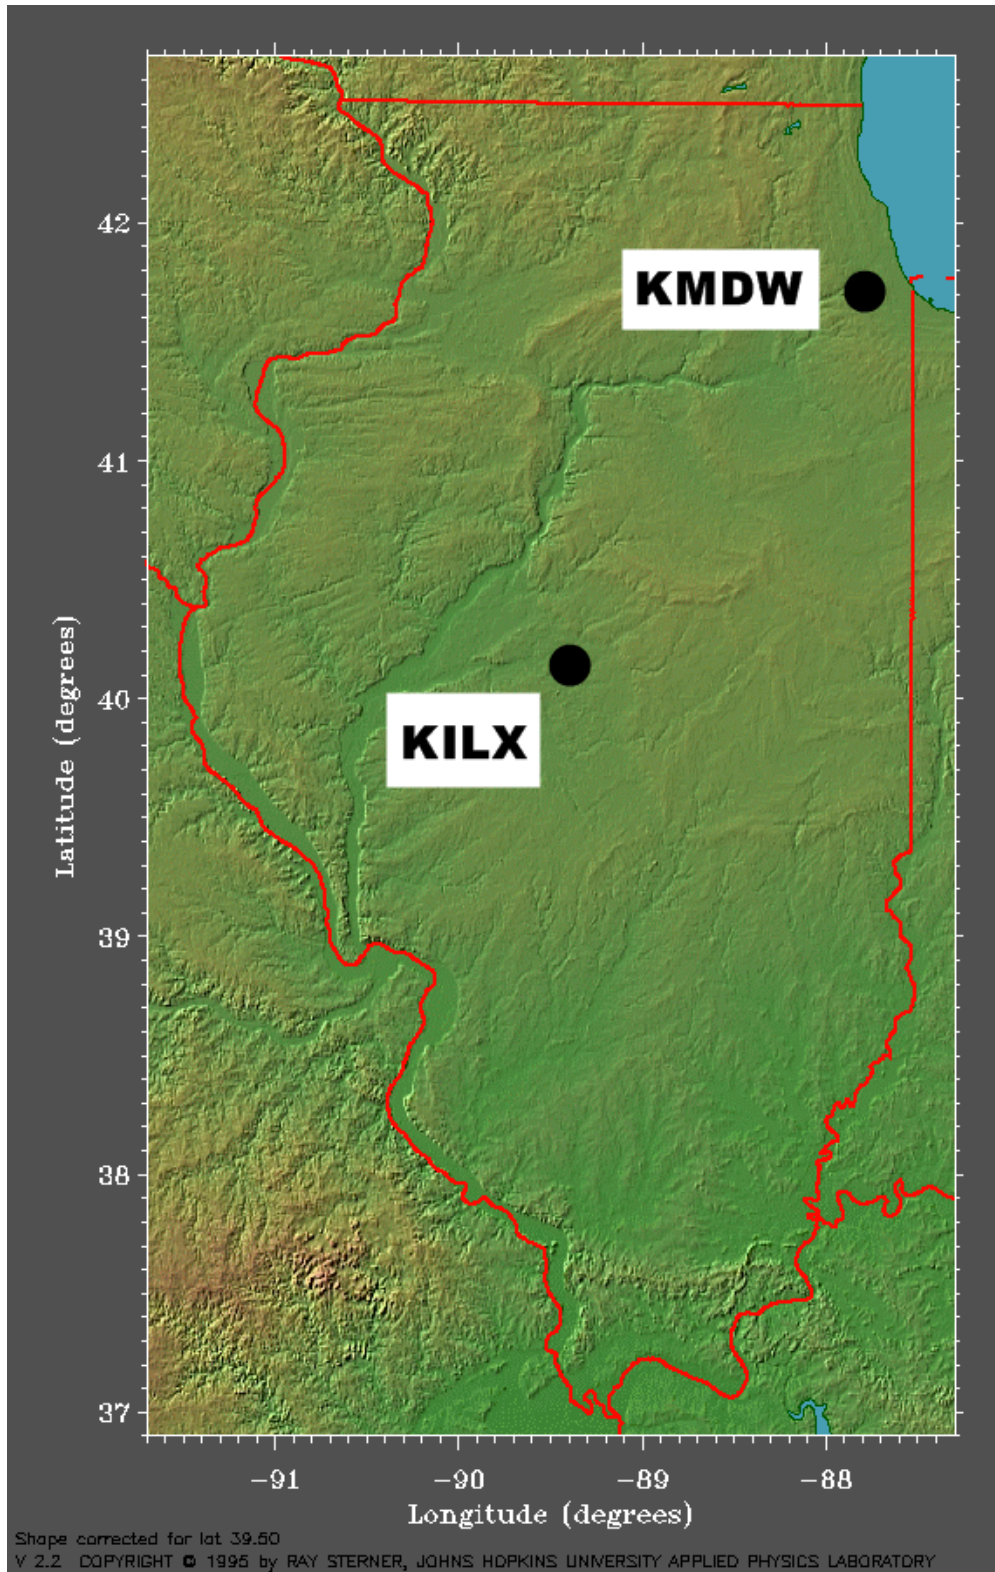 42
KMDW
41
40
KILX
39
38
37
Latitude (degrees)
-91 -90 -89 -88
Longitude (degrees)
Shape corrected for lat 39.50
V 2.2 COPYRIGHT © 1995 by RAY STERNER, JOHNS HOPKINS UNIVERSITY APPLIED PHYSICS LABORATORY